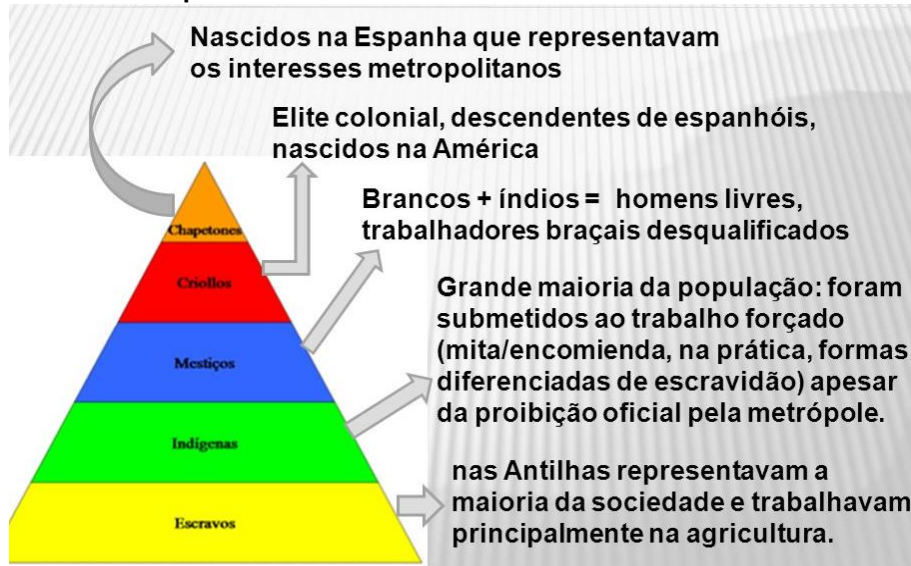 Nascidos na Espanha que representavam
os interesses metropolitanos
Elite colonial, descendentes de espanhóis,
nascidos na América
Brancos + índios = homens livres,
trabalhadores braçais desqualificados
Grande maioria da população: foram
submetidos ao trabalho forçado
(mita/encomienda, na prática, formas
diferenciadas de escravidão) apesar
da proibição oficial pela metrópole.
nas Antilhas representavam a
maioria da sociedade e trabalhavam
principalmente na agricultura.
Chapetones
Criollos
Mestiços
Indígenas
Escravos